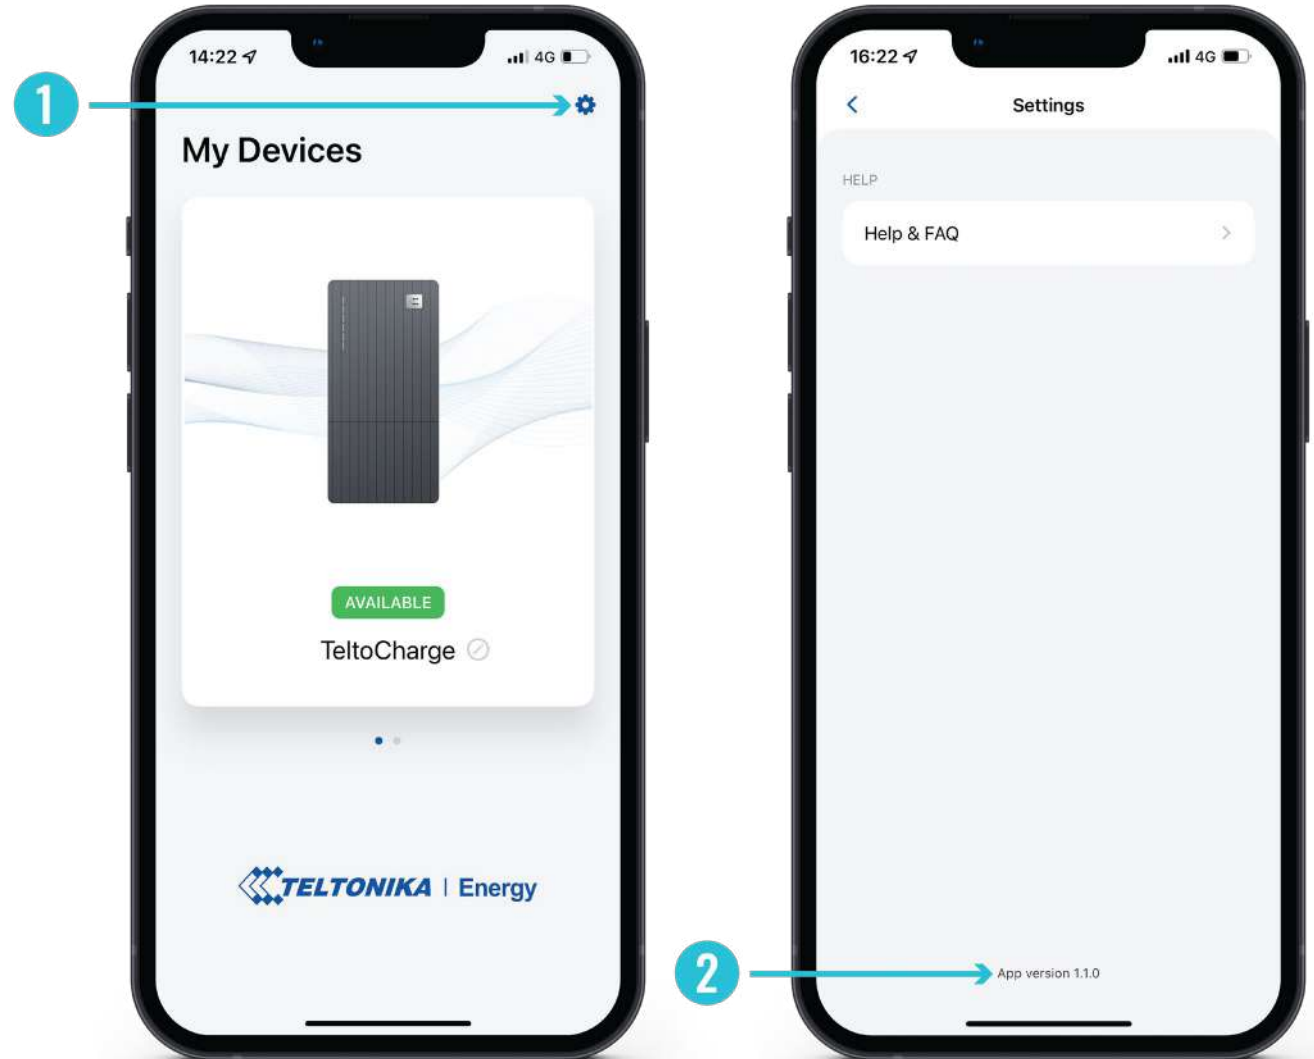 14:22
4G
1
My Devices
AVAILABLE
TeltoCharge
TELTONIKA | Energy
16:22
4G
Settings
HELP
Help & FAQ
2
App version 1.1.0